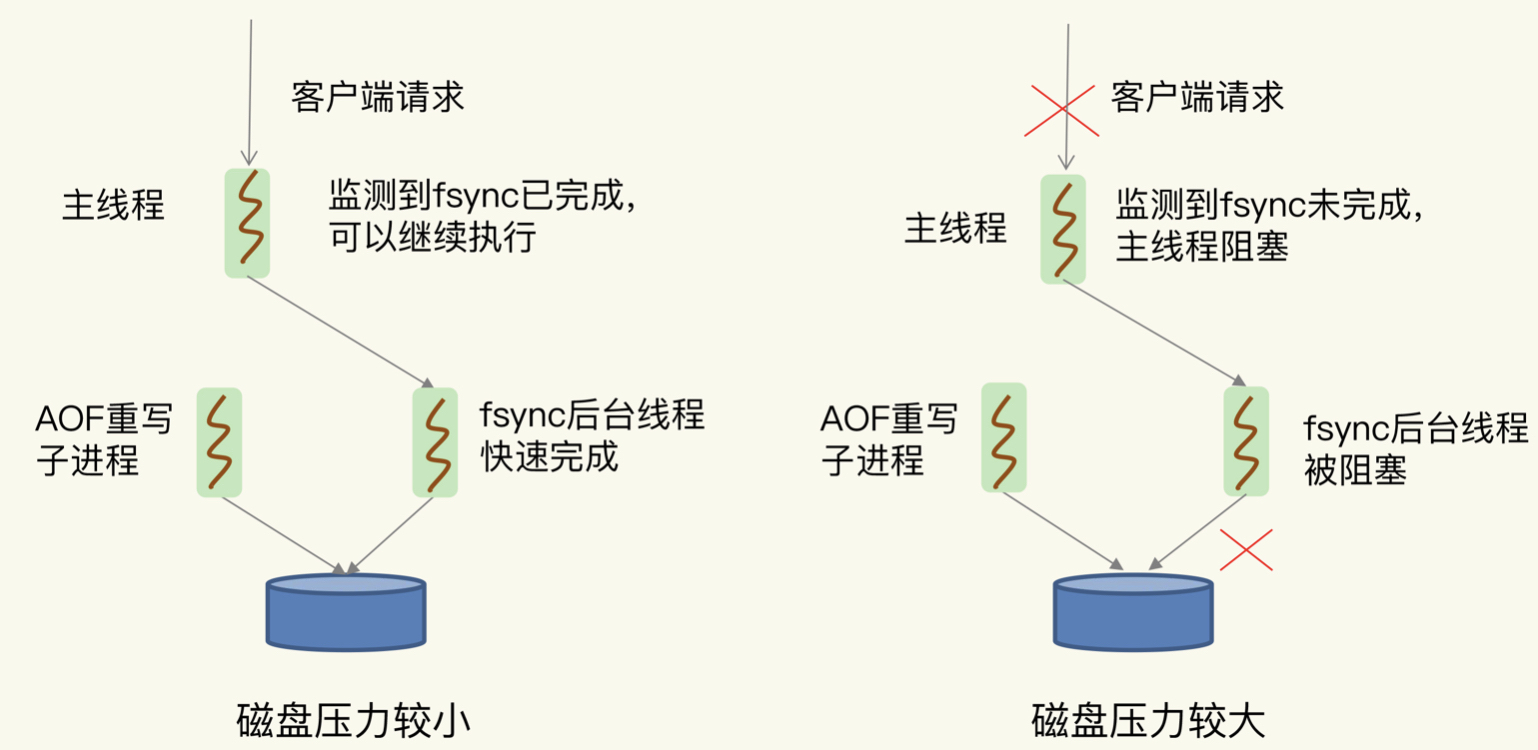 客户端请求
主线程
监测到fsync已完成，
可以继续执行
AOF重写
子进程
fsync后台线程
快速完成
磁盘压力较小
客户端请求
主线程
监测到fsync未完成，
主线程阻塞
AOF重写
子进程
fsync后台线程
被阻塞
磁盘压力较大